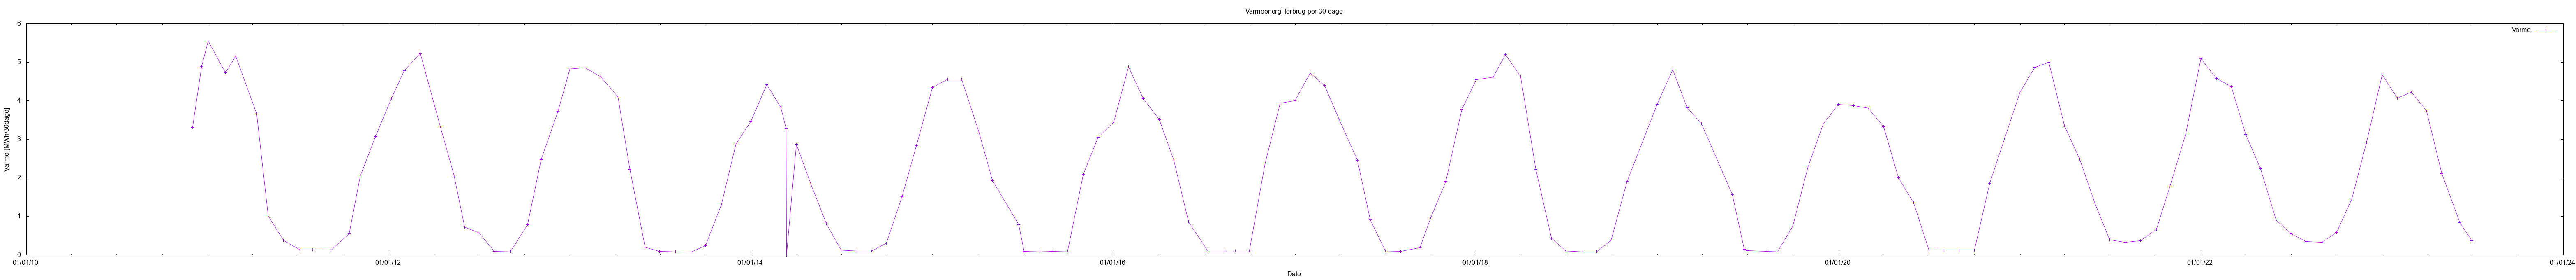 Varmeenergi forbrug per 30 dage
Varme
Varme [MWh/30dage]
6
5
4
3
2
1
0
01/01/10 01/01/12 01/01/14 01/01/16 01/01/18 01/01/20 01/01/22 01/01/24
Dato